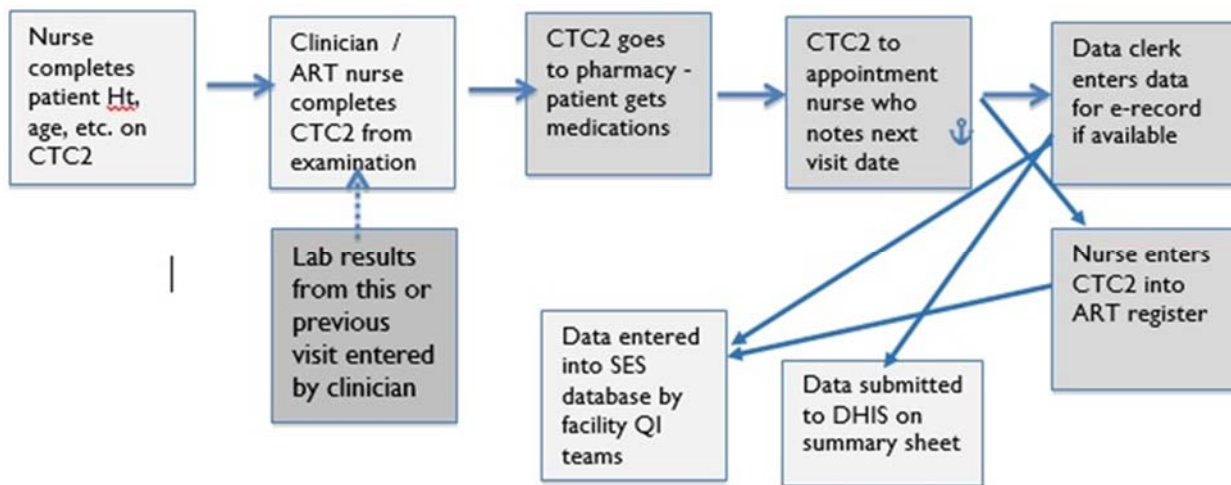 Nurse
completes
patient Ht,
age, etc. on
CTC2
Clinician /
ART nurse
completes
CTC2 from
examination
CTC2 goes
to pharmacy -
patient gets
medications
CTC2 to
appointment
nurse who
notes next
visit date
Data clerk
enters data
for e-record
if available
Lab results
from this or
previous
visit entered
by clinician
Data entered
into SES
database by
facility QI
teams
Data submitted
to DHIS on
summary sheet
Nurse enters
CTC2 into
ART register